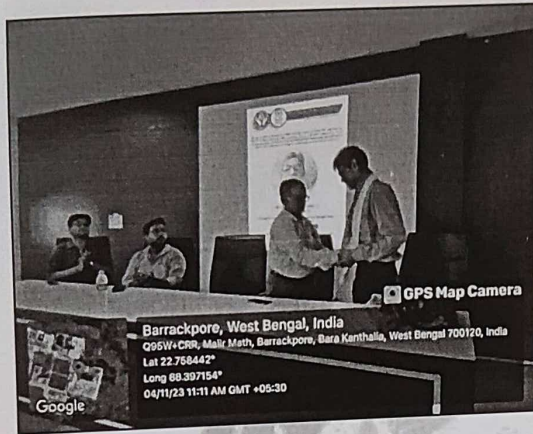 GPS Map Camera
Barrackpore, West Bengal, India
Q95W+CRR, Malir Math, Barrackpore, Bara Kanthalia, West Bengal 700120, India
Lat 22.758442°
Long 88.397154°
04/11/23 11:11 AM GMT +05:30
Google